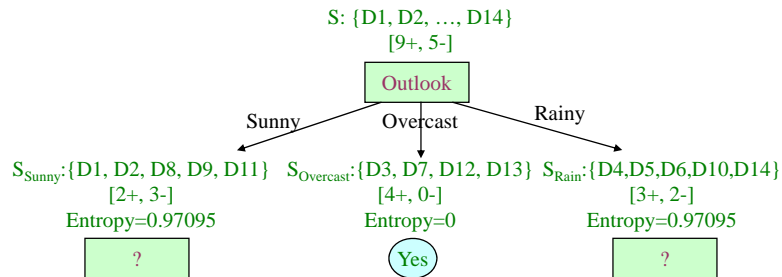 S: {D1, D2, …, D14}
[9+, 5-]
Outlook
Sunny
Overcast
Rainy
S_Sunny:{D1, D2, D8, D9, D11}
[2+, 3-]
Entropy=0.97095
?
S_Overcast:{D3, D7, D12, D13}
[4+, 0-]
Entropy=0
Yes
S_Rain:{D4,D5,D6,D10,D14}
[3+, 2-]
Entropy=0.97095
?